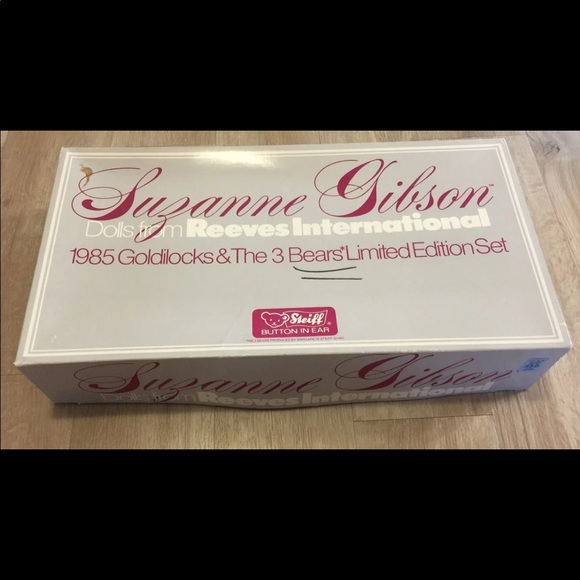 Suzanne Gibson™
Dolls from Reeves International
1985 Goldilocks & The 3 Bears* Limited Edition Set
Steiff®
BUTTON IN EAR
Suzanne Gibson
Dolls from Reeves International